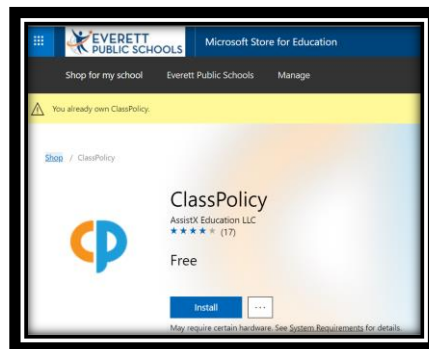 EVERETT
PUBLIC SCHOOLS
Microsoft Store for Education
Shop for my school
Everett Public Schools
Manage
You already own ClassPolicy.
Shop / ClassPolicy
ClassPolicy
AssistX Education LLC
(17)
Free
cp
Install
...
May require certain hardware. See System Requirements for details.